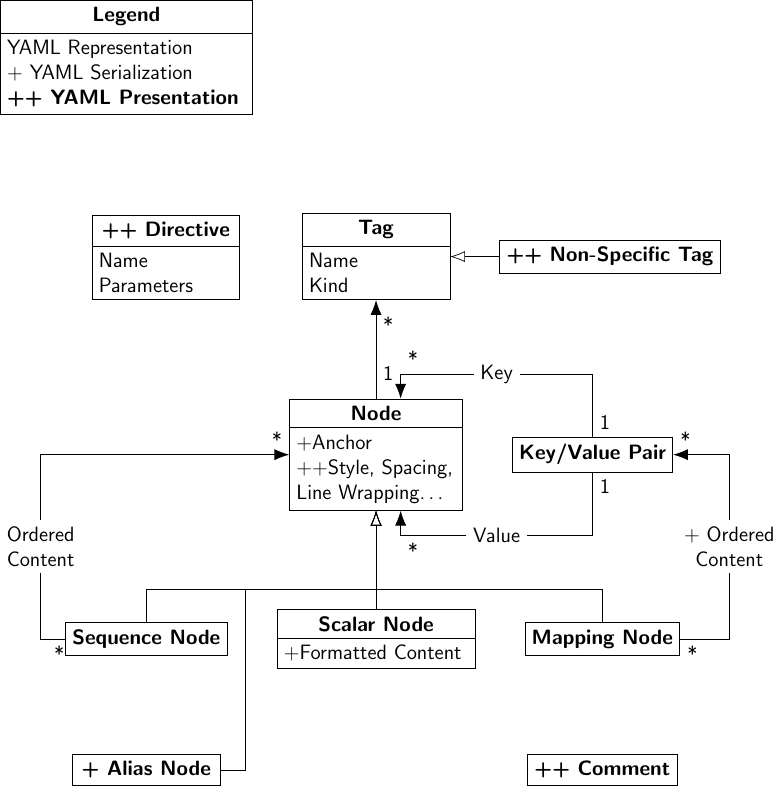 Legend
YAML Representation
+ YAML Serialization
++ YAML Presentation
++ Directive
Name
Parameters
Tag
Name
Kind
++ Non-Specific Tag
*
1
*
Key
1
Node
+Anchor
++Style, Spacing,
Line Wrapping...
*
Key/Value Pair
*
1
Value
*
Ordered
Content
+ Ordered
Content
Sequence Node
*
Scalar Node
+Formatted Content
Mapping Node
*
+ Alias Node
++ Comment